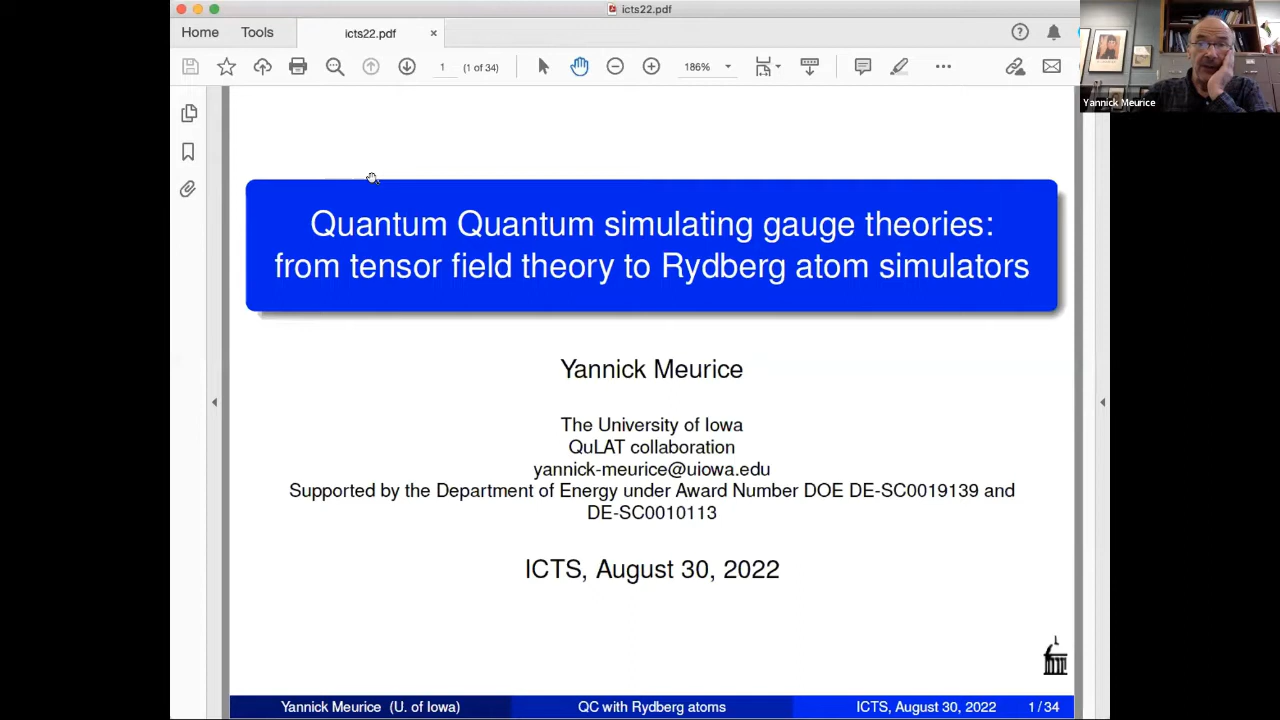 icts22.pdf
Home Tools icts22.pdf ×
1 (1 of 34) 186%
Yannick Meurice
Quantum Quantum simulating gauge theories:
from tensor field theory to Rydberg atom simulators
Yannick Meurice
The University of Iowa
QuLAT collaboration
yannick-meurice@uiowa.edu
Supported by the Department of Energy under Award Number DOE DE-SC0019139 and
DE-SC0010113
ICTS, August 30, 2022
Yannick Meurice (U. of Iowa) QC with Rydberg atoms ICTS, August 30, 2022 1 / 34